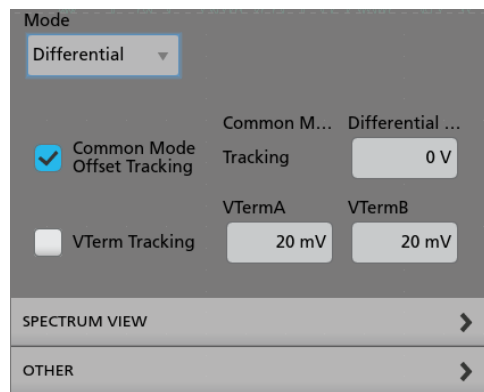 Mode
Differential
Common M... Differential ...
Common Mode
Offset Tracking
Tracking
0 V
VTermA VTermB
VTerm Tracking
20 mV 20 mV
SPECTRUM VIEW
OTHER